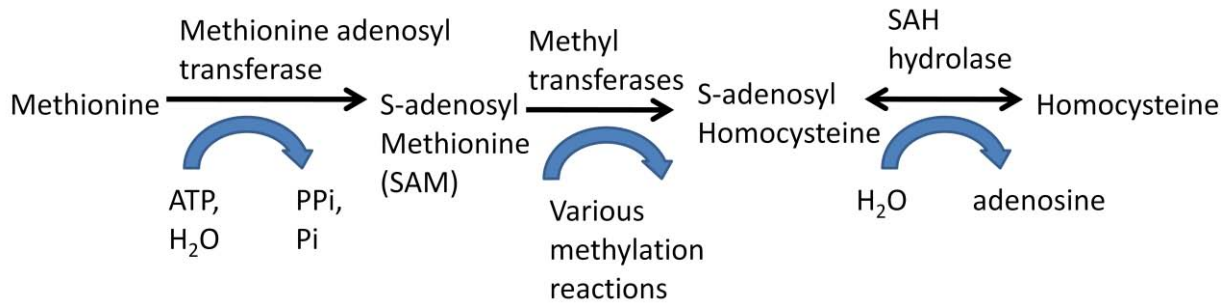 Methionine adenosyl
transferase
Methionine
ATP,
H₂O
PPi,
Pi
S-adenosyl
Methionine
(SAM)
Methyl
transferases
Various
methylation
reactions
S-adenosyl
Homocysteine
SAH
hydrolase
H₂O
adenosine
Homocysteine